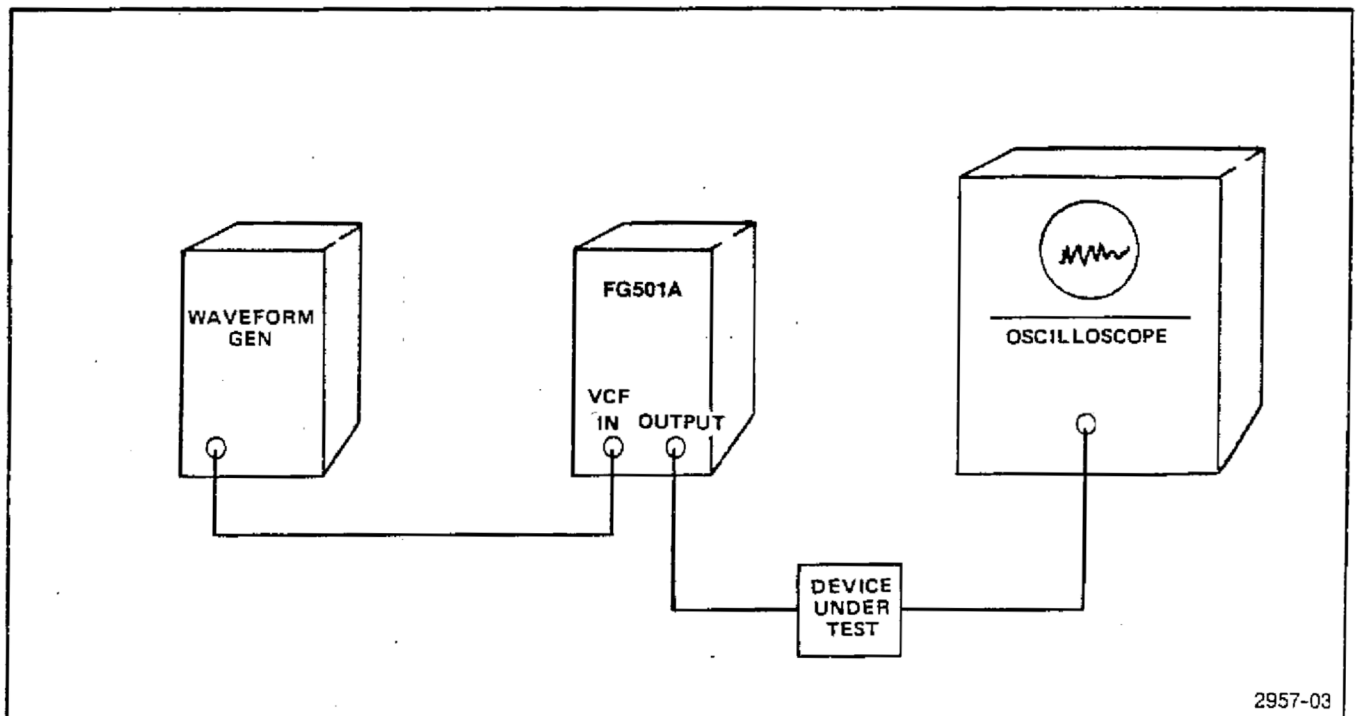 WAVEFORM
GEN
FG501A
VCF
IN OUTPUT
OSCILLOSCOPE
DEVICE
UNDER
TEST
2957-03